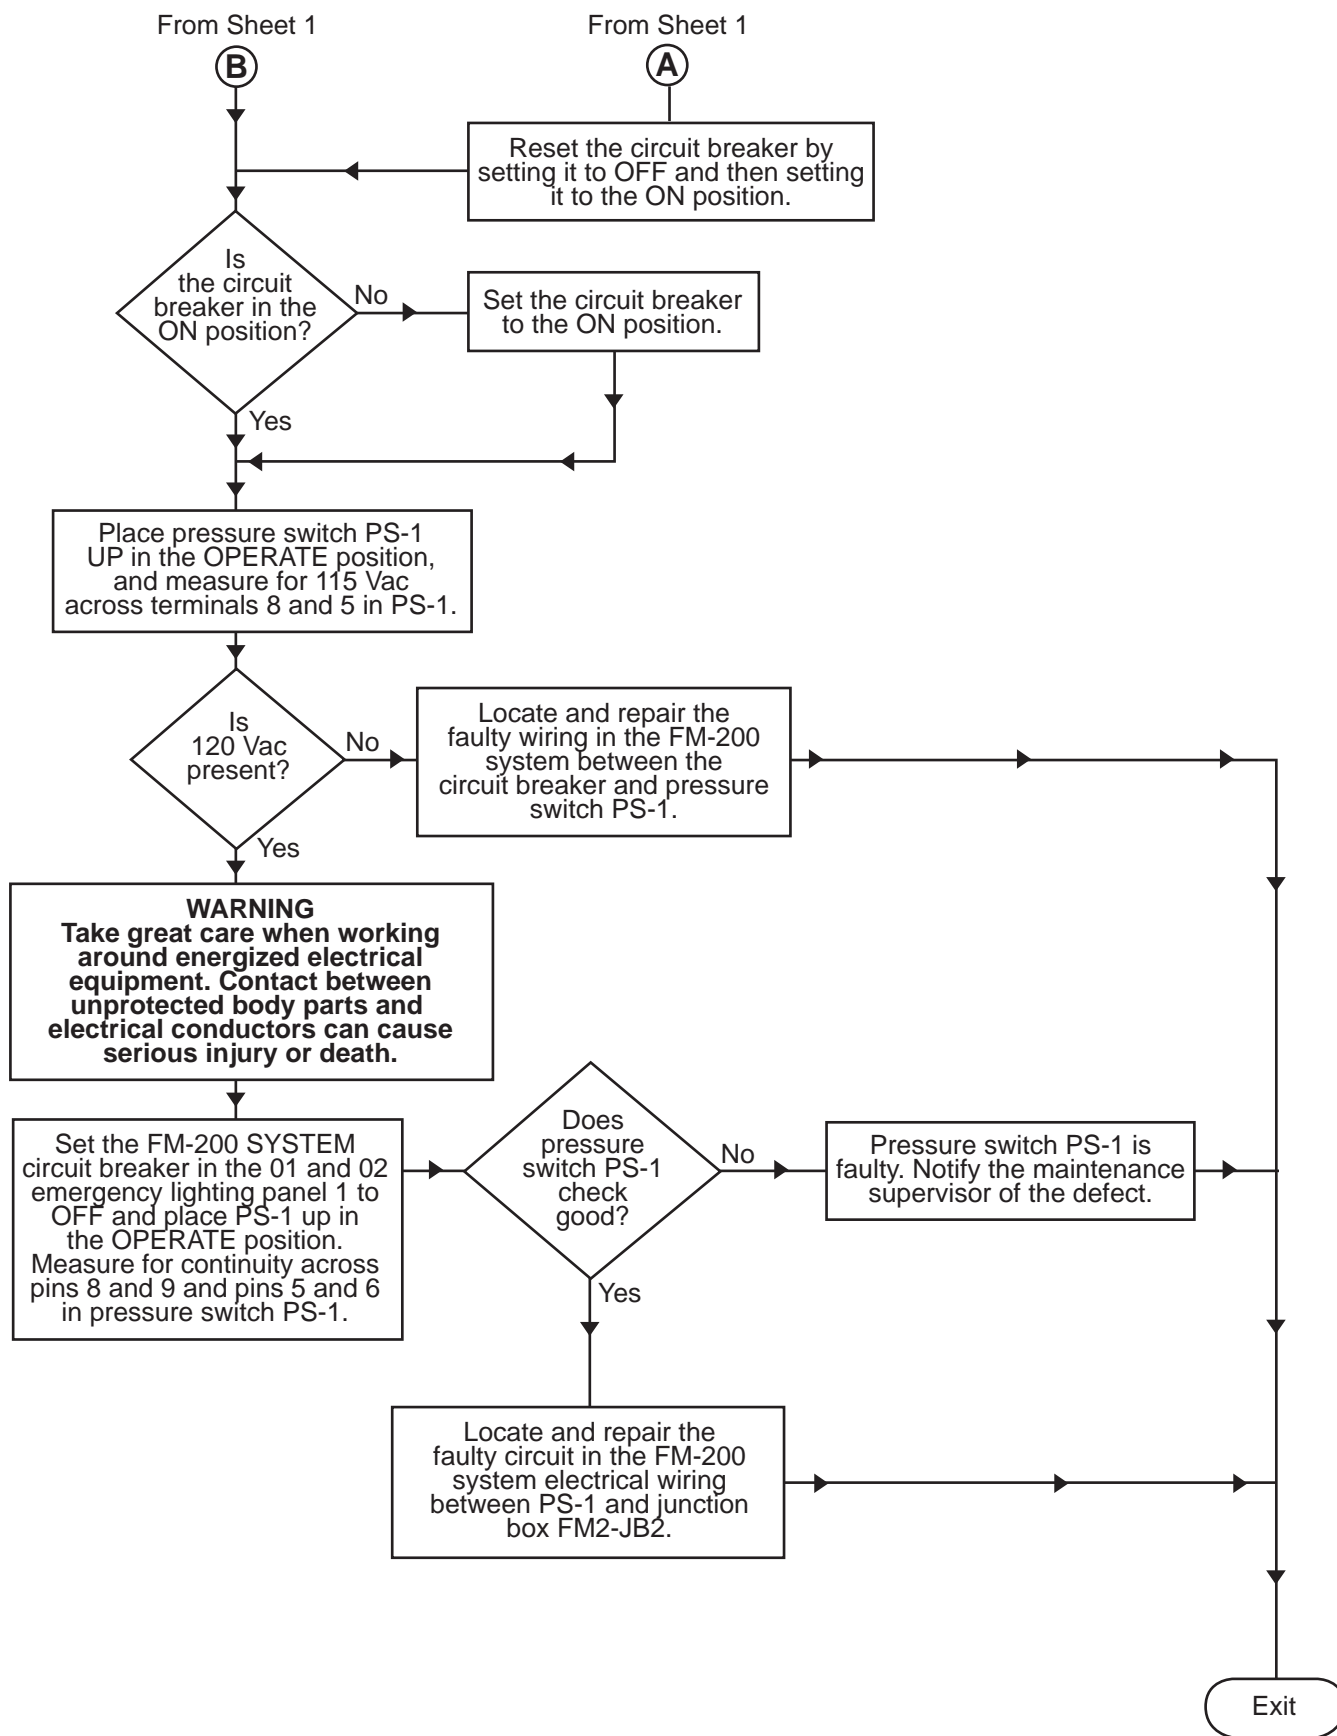 From Sheet 1
B
From Sheet 1
A
Reset the circuit breaker by
setting it to OFF and then setting
it to the ON position.
Is
the circuit
breaker in the
ON position?
No
Set the circuit breaker
to the ON position.
Yes
Place pressure switch PS-1
UP in the OPERATE position,
and measure for 115 Vac
across terminals 8 and 5 in PS-1.
Is
120 Vac
present?
No
Locate and repair the
faulty wiring in the FM-200
system between the
circuit breaker and pressure
switch PS-1.
Yes
WARNING
Take great care when working
around energized electrical
equipment. Contact between
unprotected body parts and
electrical conductors can cause
serious injury or death.
Set the FM-200 SYSTEM
circuit breaker in the 01 and 02
emergency lighting panel 1 to
OFF and place PS-1 up in
the OPERATE position.
Measure for continuity across
pins 8 and 9 and pins 5 and 6
in pressure switch PS-1.
Does
pressure
switch PS-1
check
good?
No
Pressure switch PS-1 is
faulty. Notify the maintenance
supervisor of the defect.
Yes
Locate and repair the
faulty circuit in the FM-200
system electrical wiring
between PS-1 and junction
box FM2-JB2.
Exit